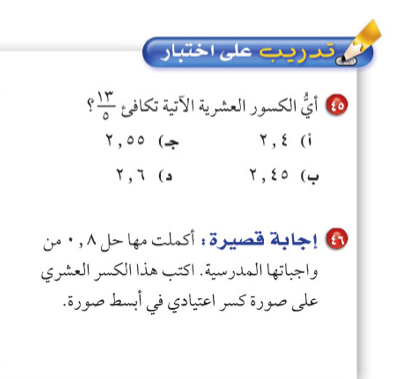 تدريب على اختبار
٤٥ أيُّ الكسور العشرية الآتية تكافئ ١٣/٥ ؟
أ) ٢,٤ جـ) ٢,٥٥
ب) ٢,٤٥ د) ٢,٦
٤٦ إجابة قصيرة: أكملت مها حل ٠,٨ من
واجباتها المدرسية. اكتب هذا الكسر العشري
على صورة كسر اعتيادي في أبسط صورة.